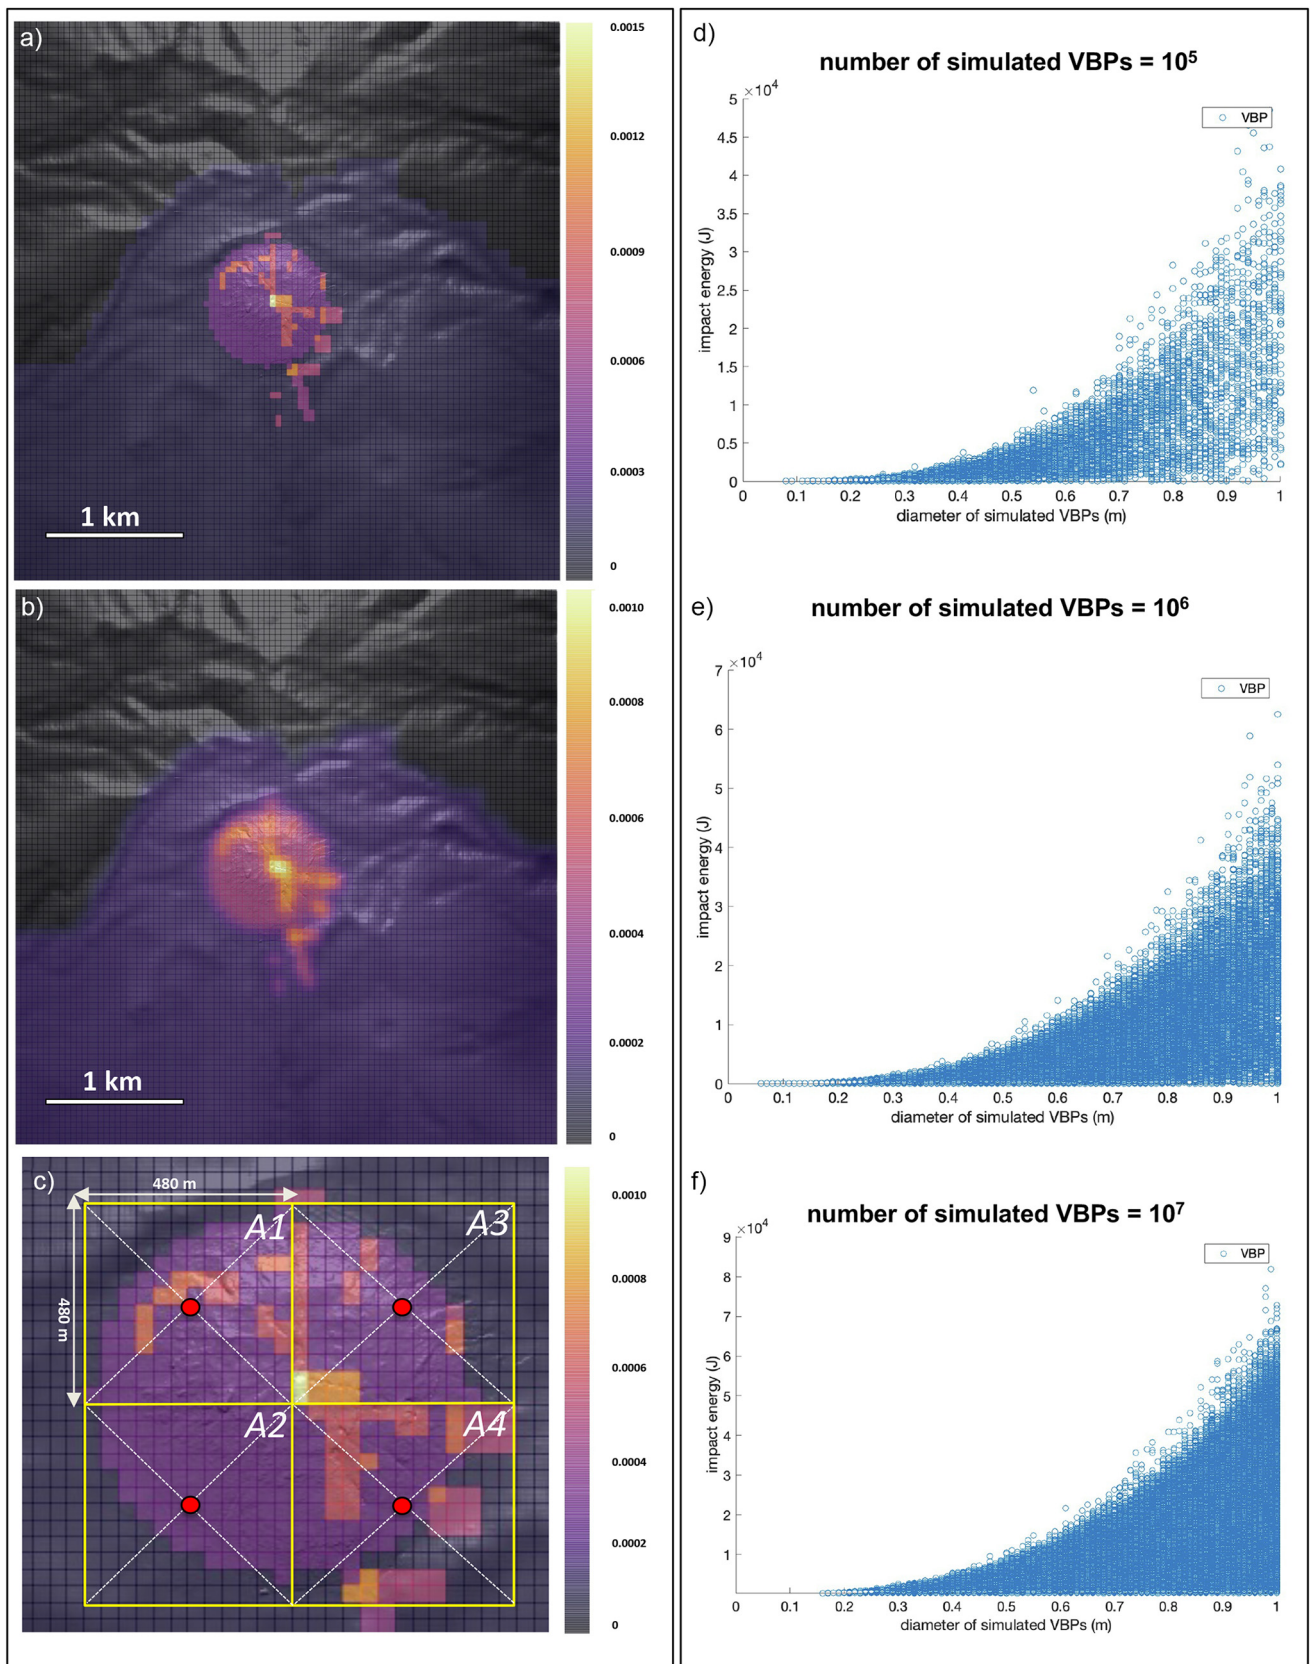 a)
0.0015
0.0012
0.0009
0.0006
0.0003
0
1 km
b)
0.0010
0.0008
0.0006
0.0004
0.0002
0
1 km
c)
480 m
480 m
A1
A3
A2
A4
0.0010
0.0008
0.0006
0.0004
0.0002
0
d)
number of simulated VBPs = 10⁵
×10⁴
VBP
5
4.5
4
3.5
3
2.5
2
1.5
1
0.5
0
impact energy (J)
0 0.1 0.2 0.3 0.4 0.5 0.6 0.7 0.8 0.9 1
diameter of simulated VBPs (m)
e)
number of simulated VBPs = 10⁶
×10⁴
VBP
7
6
5
4
3
2
1
0
impact energy (J)
0 0.1 0.2 0.3 0.4 0.5 0.6 0.7 0.8 0.9 1
diameter of simulated VBPs (m)
f)
number of simulated VBPs = 10⁷
×10⁴
VBP
9
8
7
6
5
4
3
2
1
impact energy (J)
0 0.1 0.2 0.3 0.4 0.5 0.6 0.7 0.8 0.9 1
diameter of simulated VBPs (m)